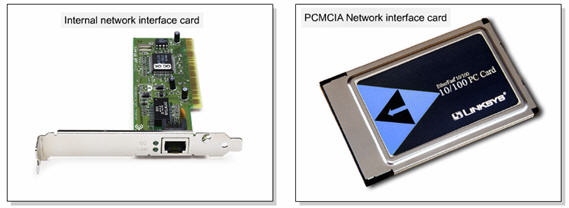 Internal network interface card
PCMCIA Network interface card
EtherFast 10/100
10/100 PC Card
LINKSYS